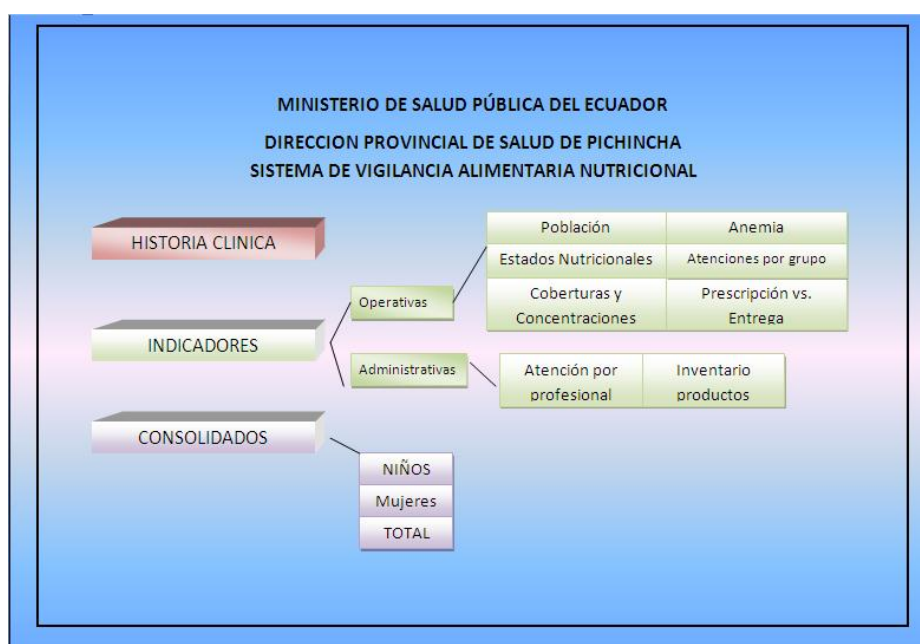 MINISTERIO DE SALUD PÚBLICA DEL ECUADOR
DIRECCION PROVINCIAL DE SALUD DE PICHINCHA
SISTEMA DE VIGILANCIA ALIMENTARIA NUTRICIONAL
HISTORIA CLINICA
INDICADORES
Operativas
Población
Anemia
Estados Nutricionales
Atenciones por grupo
Coberturas y
Concentraciones
Prescripción vs.
Entrega
Administrativas
Atención por
profesional
Inventario
productos
CONSOLIDADOS
NIÑOS
Mujeres
TOTAL